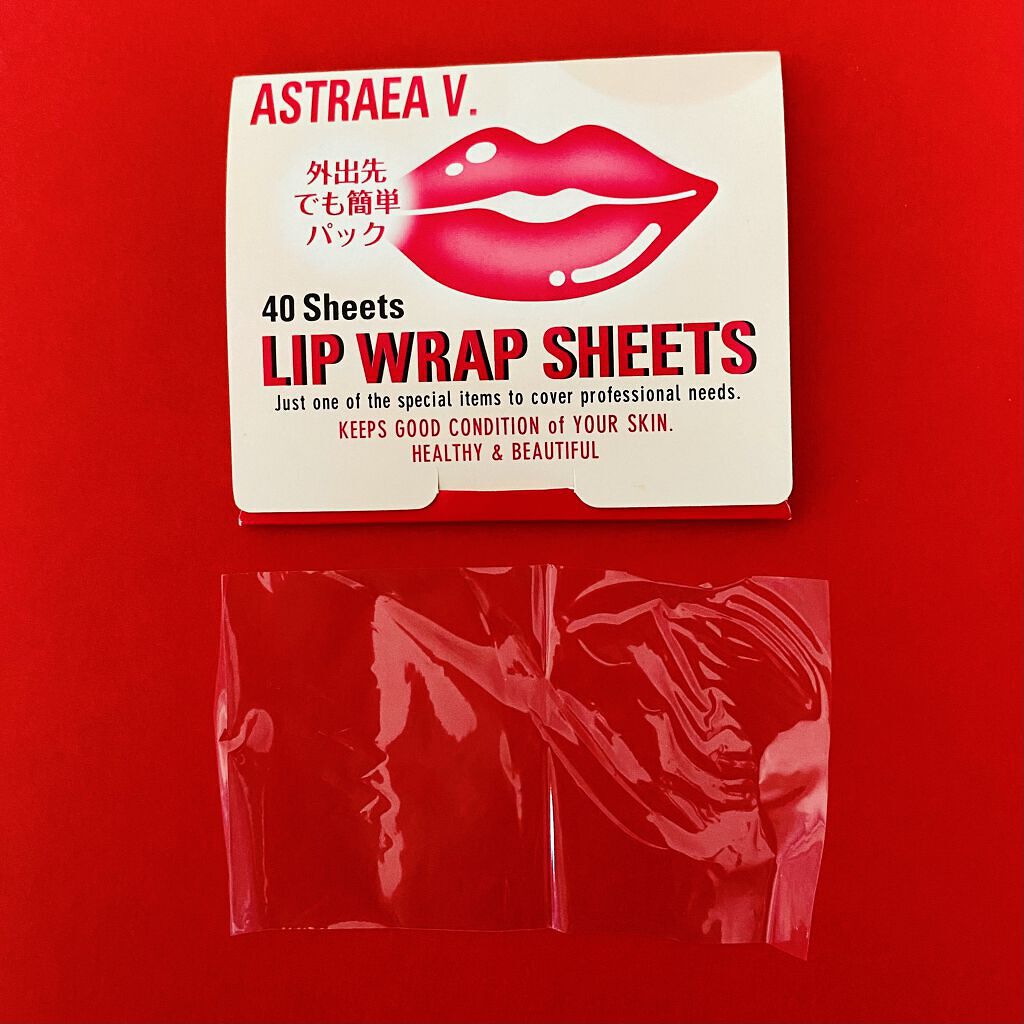 ASTRAEA V.
外出先
でも簡単
パック
40 Sheets
LIP WRAP SHEETS
Just one of the special items to cover professional needs.
KEEPS GOOD CONDITION of YOUR SKIN.
HEALTHY & BEAUTIFUL